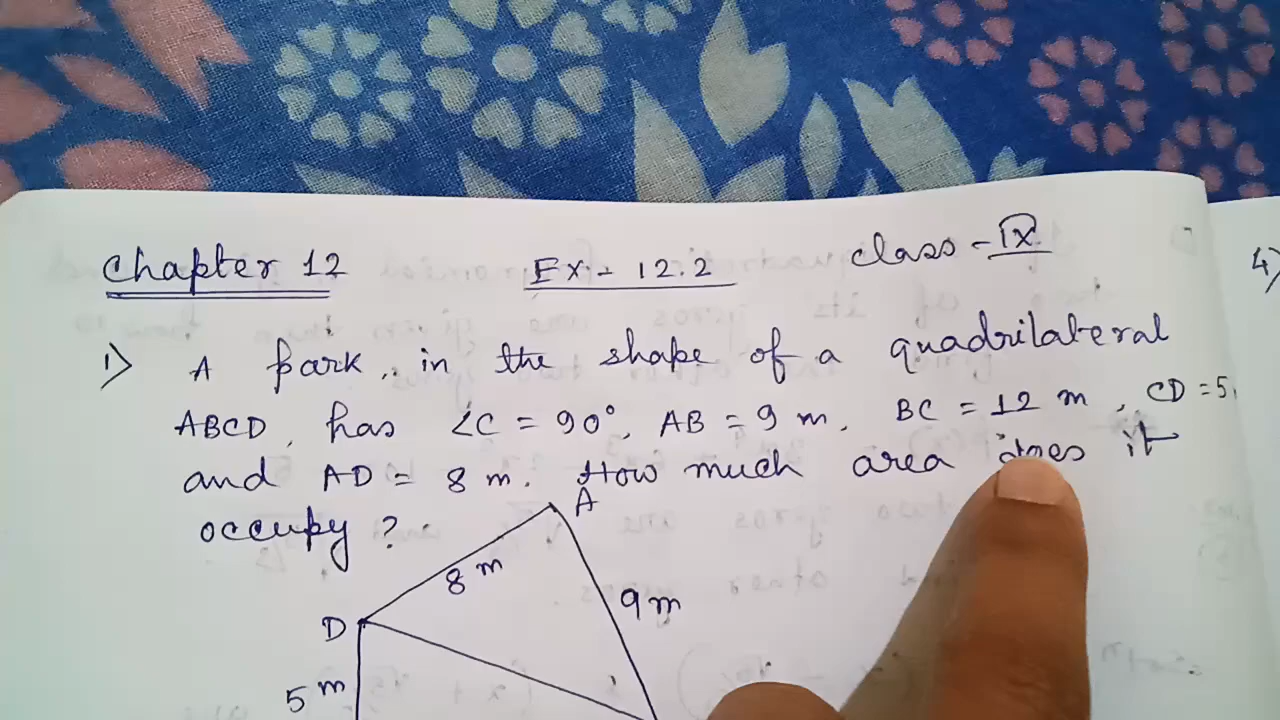 Chapter 12 Ex - 12.2 class - IX
1) A park, in the shape of a quadrilateral
ABCD, has ∠C = 90°, AB = 9 m, BC = 12 m, CD = 5
and AD = 8 m. How much area does it
occupy?
A
8 m
9 m
D
5 m
4)